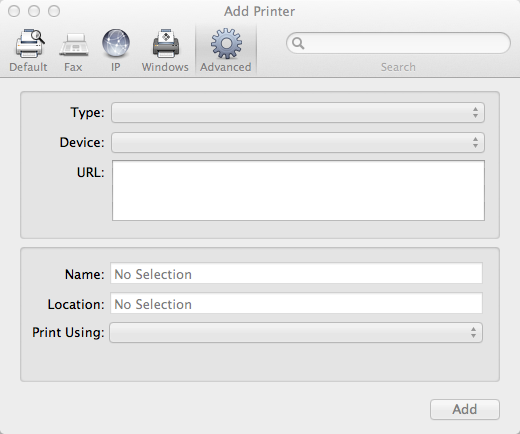 Add Printer
Default Fax IP Windows Advanced Search
Type:
Device:
URL:
Name: No Selection
Location: No Selection
Print Using:
Add